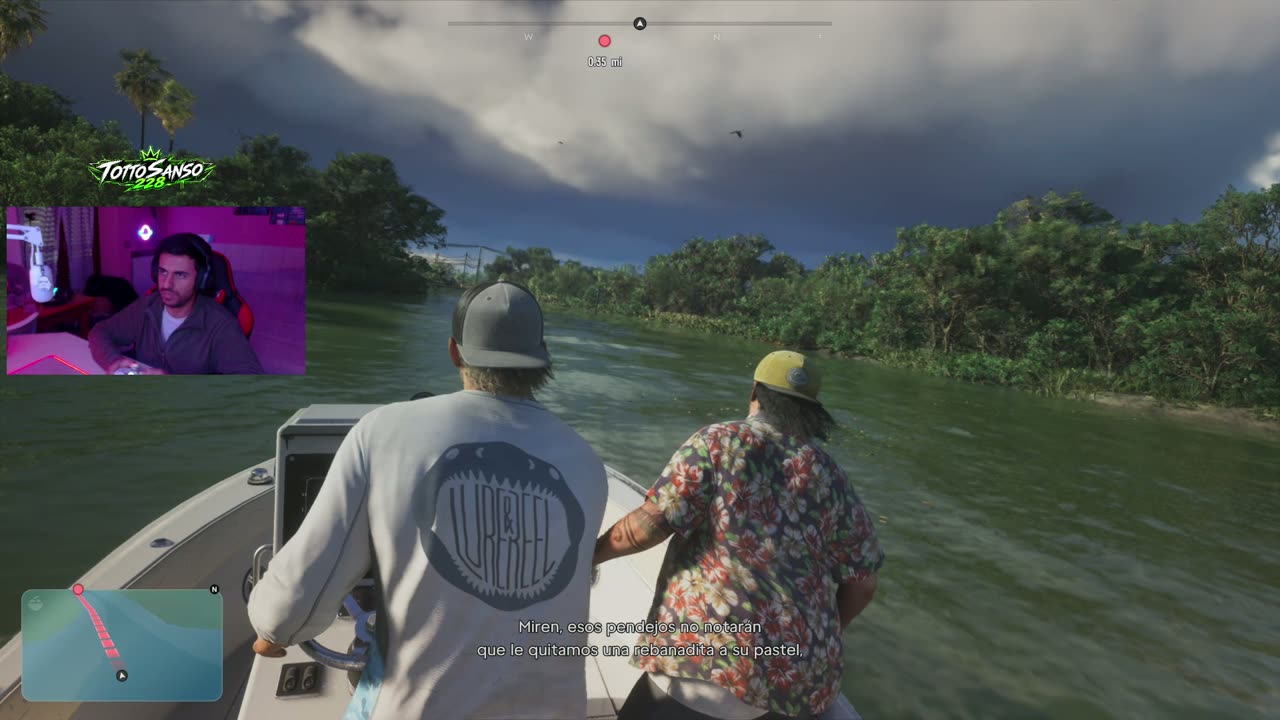 W
N
0.35 mi
TOTTOSANSO
228
LURE
&
REEL
N
Miren, esos pendejos no notarán
que le quitamos una rebanadita a su pastel,